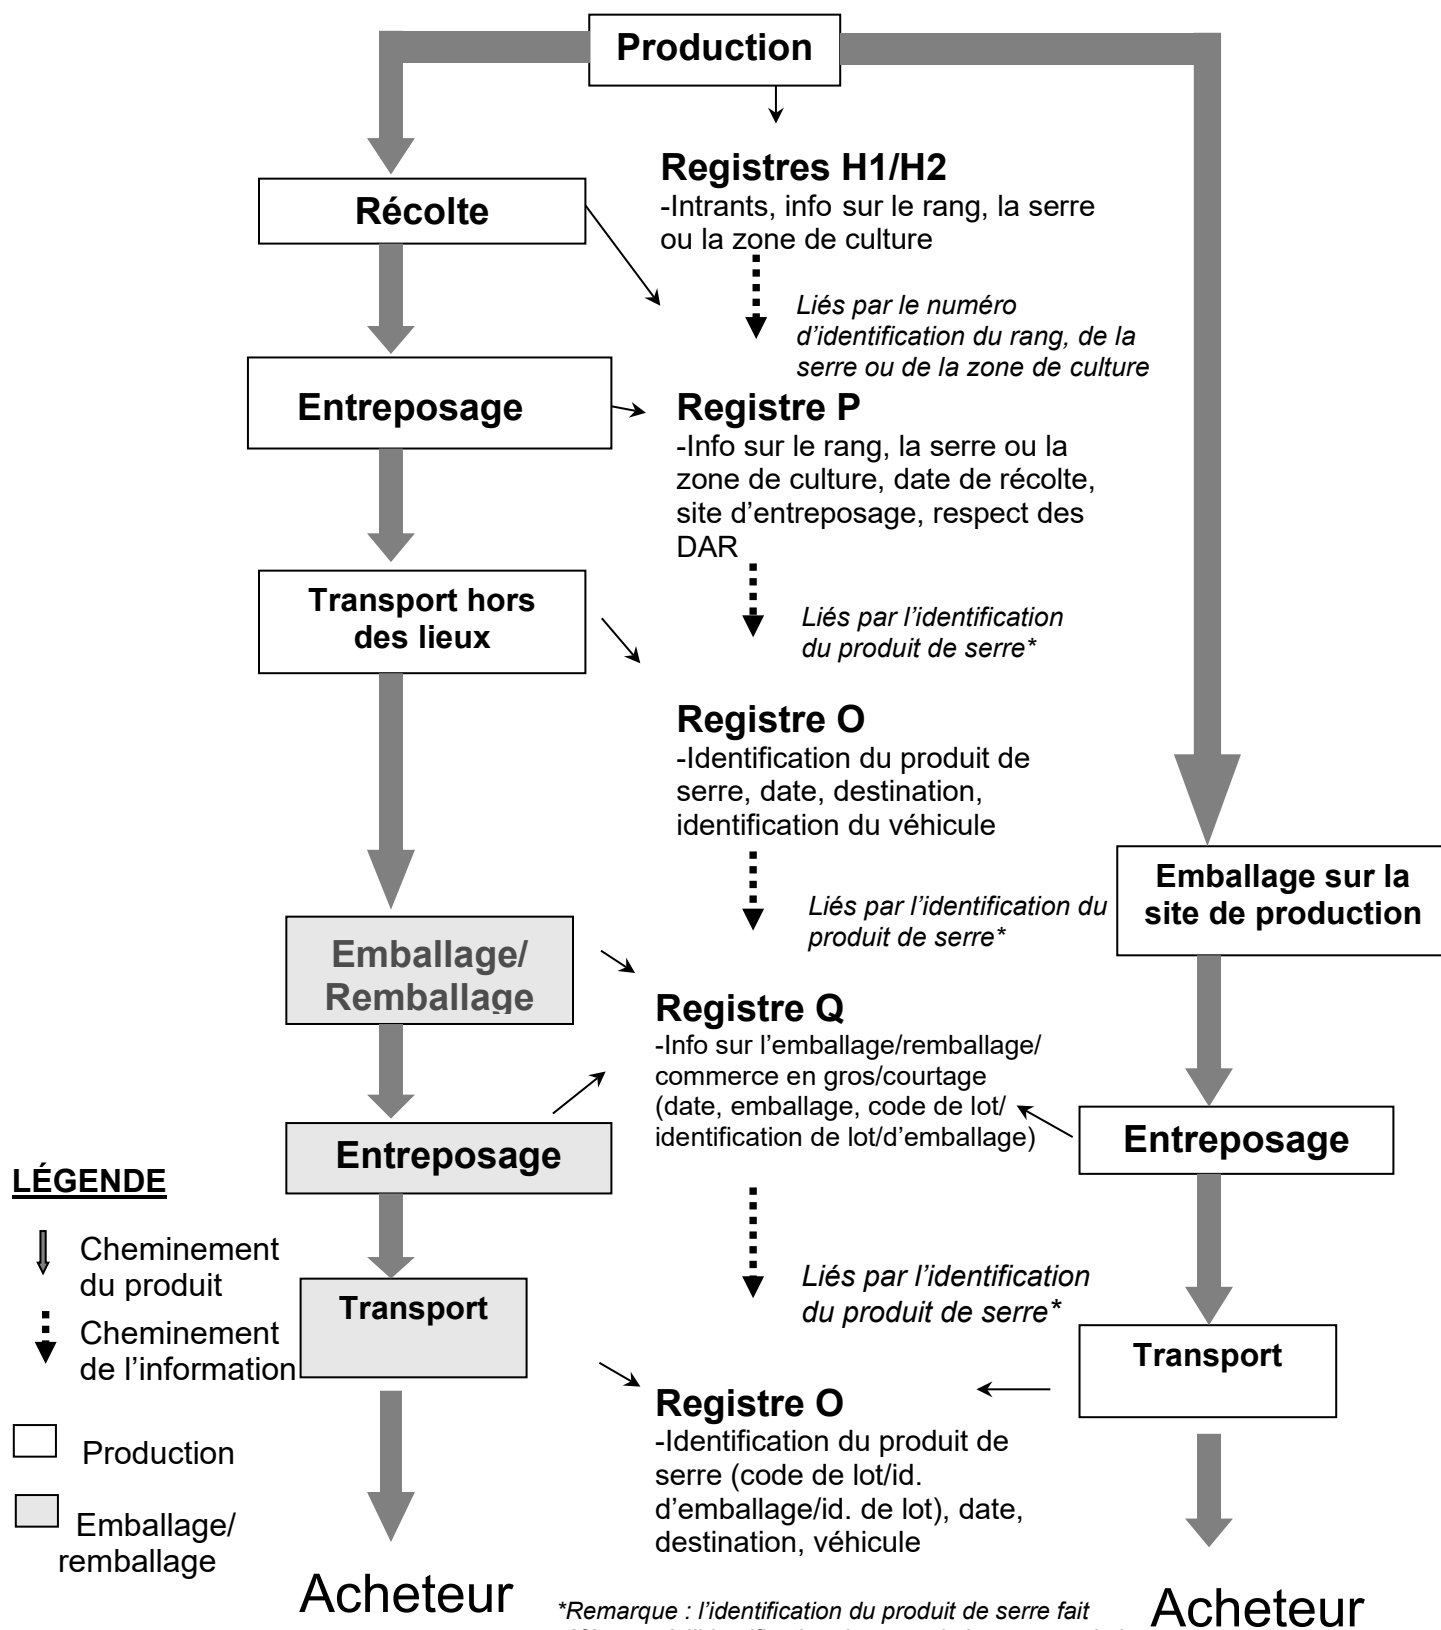 Production
Registres H1/H2
-Intrants, info sur le rang, la serre
ou la zone de culture
Récolte
Liés par le numéro
d'identification du rang, de la
serre ou de la zone de culture
Entreposage
Registre P
-Info sur le rang, la serre ou la
zone de culture, date de récolte,
site d'entreposage, respect des
DAR
Transport hors
des lieux
Liés par l'identification
du produit de serre*
Registre O
-Identification du produit de
serre, date, destination,
identification du véhicule
Emballage sur la
site de production
Liés par l'identification du
produit de serre*
Emballage/
Remballage
Registre Q
-Info sur l'emballage/remballage/
commerce en gros/courtage
(date, emballage, code de lot/
identification de lot/d'emballage)
Entreposage
Entreposage
LÉGENDE
Cheminement
du produit
Cheminement
de l'information
Production
Emballage/
remballage
Liés par l'identification
du produit de serre*
Transport
Transport
Registre O
-Identification du produit de
serre (code de lot/id.
d'emballage/id. de lot), date,
destination, véhicule
Acheteur
Acheteur
*Remarque : l'identification du produit de serre fait